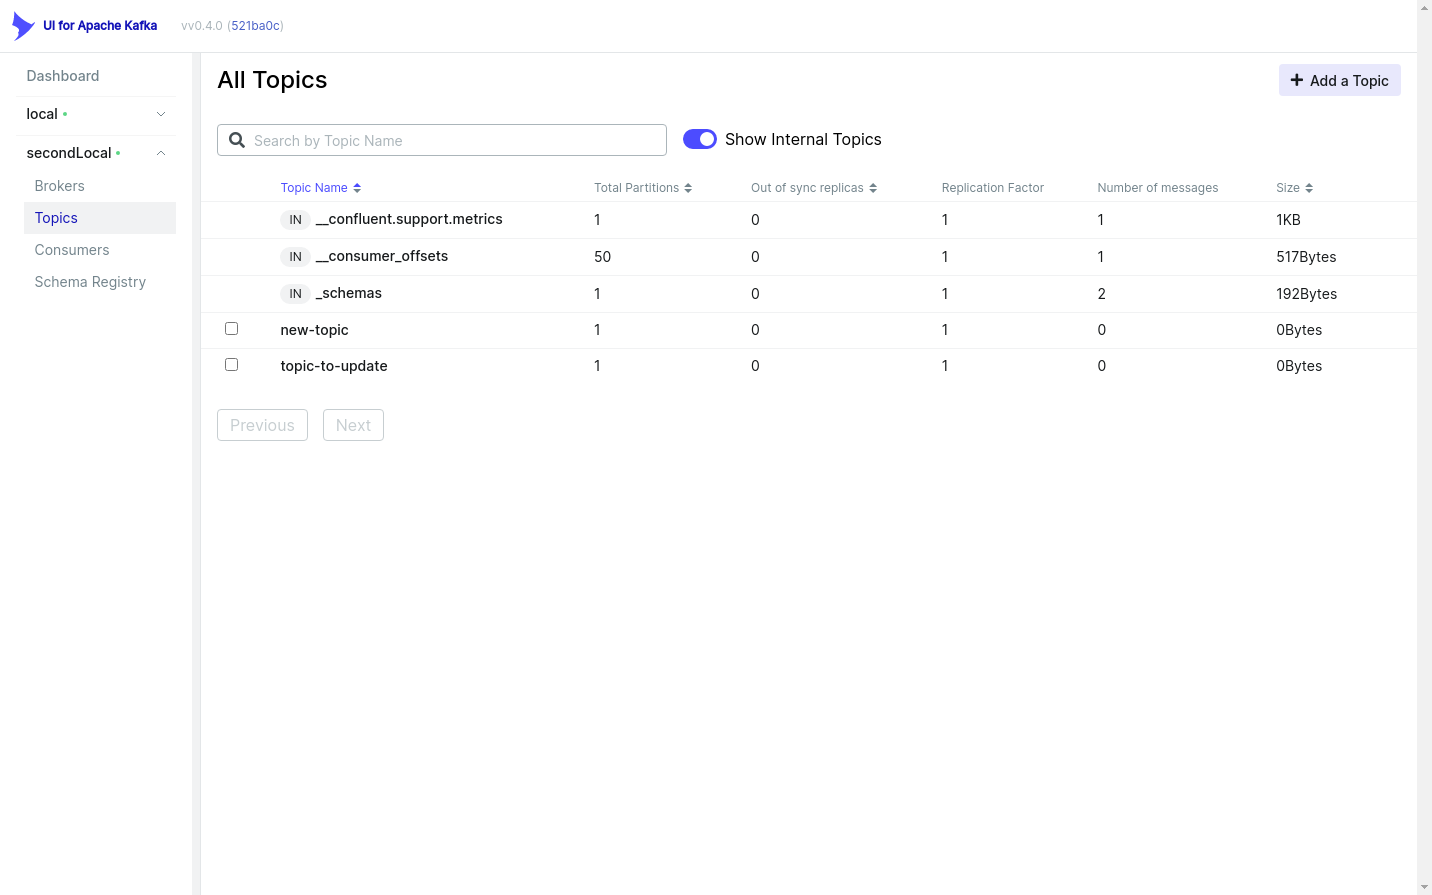 UI for Apache Kafka vv0.4.0 (521ba0c)
Dashboard
local
secondLocal
Brokers
Topics
Consumers
Schema Registry
All Topics
Add a Topic
Search by Topic Name
Show Internal Topics
Topic Name Total Partitions Out of sync replicas Replication Factor Number of messages Size
IN __confluent.support.metrics 1 0 1 1 1KB
IN __consumer_offsets 50 0 1 1 517Bytes
IN _schemas 1 0 1 2 192Bytes
new-topic 1 0 1 0 0Bytes
topic-to-update 1 0 1 0 0Bytes
Previous Next